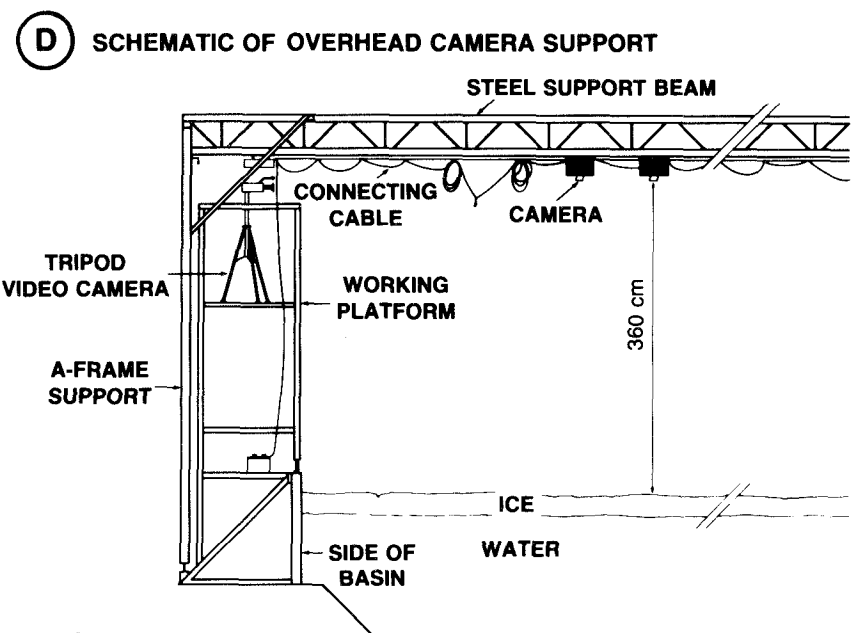 D SCHEMATIC OF OVERHEAD CAMERA SUPPORT
STEEL SUPPORT BEAM
CONNECTING
CABLE
CAMERA
TRIPOD
VIDEO CAMERA
WORKING
PLATFORM
360 cm
A-FRAME
SUPPORT
ICE
WATER
SIDE OF
BASIN